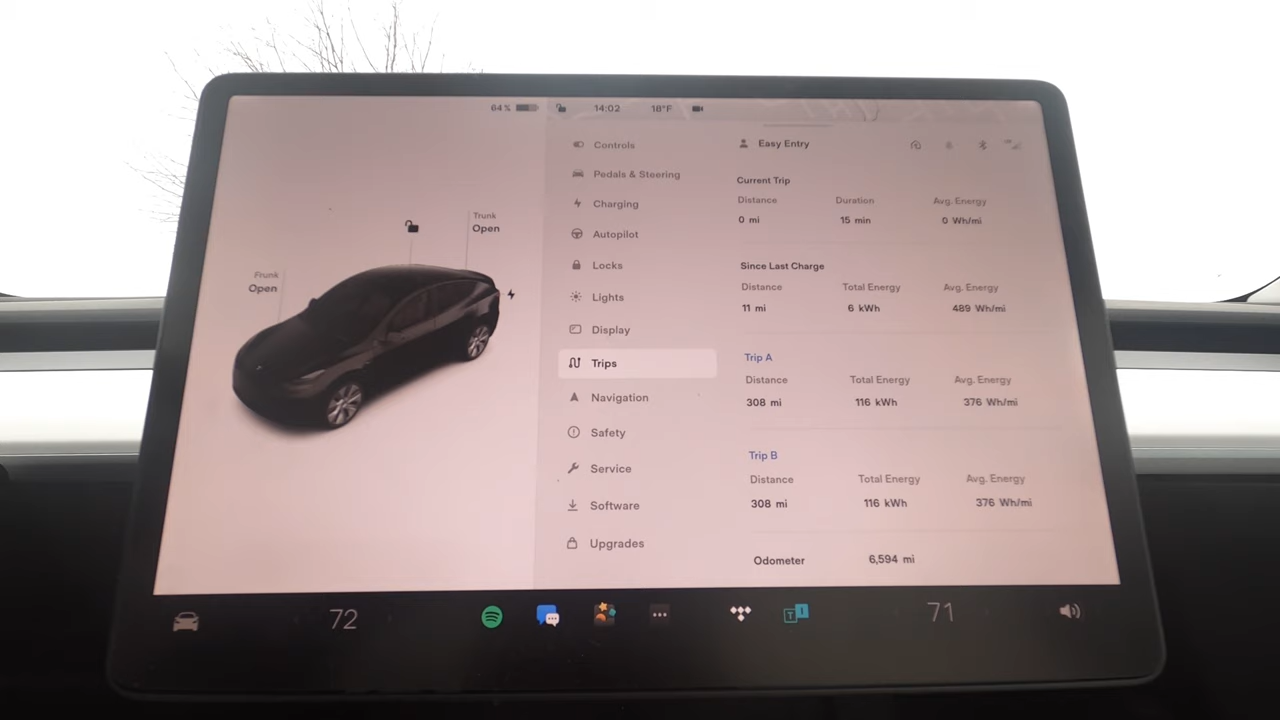 64 %
14:02
18°F
Trunk
Open
Frunk
Open
Controls
Pedals & Steering
Charging
Autopilot
Locks
Lights
Display
Trips
Navigation
Safety
Service
Software
Upgrades
Easy Entry
Current Trip
Distance Duration Avg. Energy
0 mi 15 min 0 Wh/mi
Since Last Charge
Distance Total Energy Avg. Energy
11 mi 6 kWh 489 Wh/mi
Trip A
Distance Total Energy Avg. Energy
308 mi 116 kWh 376 Wh/mi
Trip B
Distance Total Energy Avg. Energy
308 mi 116 kWh 376 Wh/mi
Odometer 6,594 mi
72
T I
71